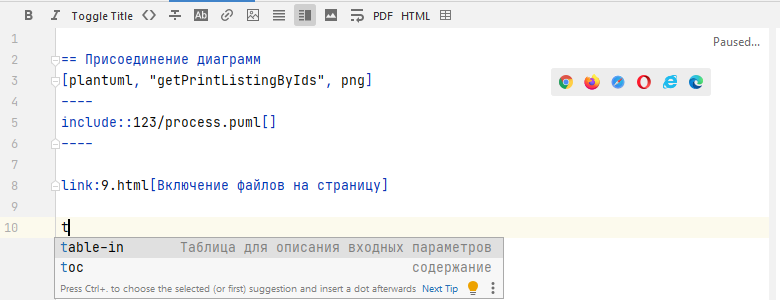 B I Toggle Title <> Ab PDF HTML
Paused...
1
2 == Присоединение диаграмм
3 [plantuml, "getPrintListingByIds", png]
4 ----
5 include::123/process.puml[]
6 ----
7
8 link:9.html[Включение файлов на страницу]
9
10 t
table-in Таблица для описания входных параметров
toc содержание
Press Ctrl+. to choose the selected (or first) suggestion and insert a dot afterwards Next Tip